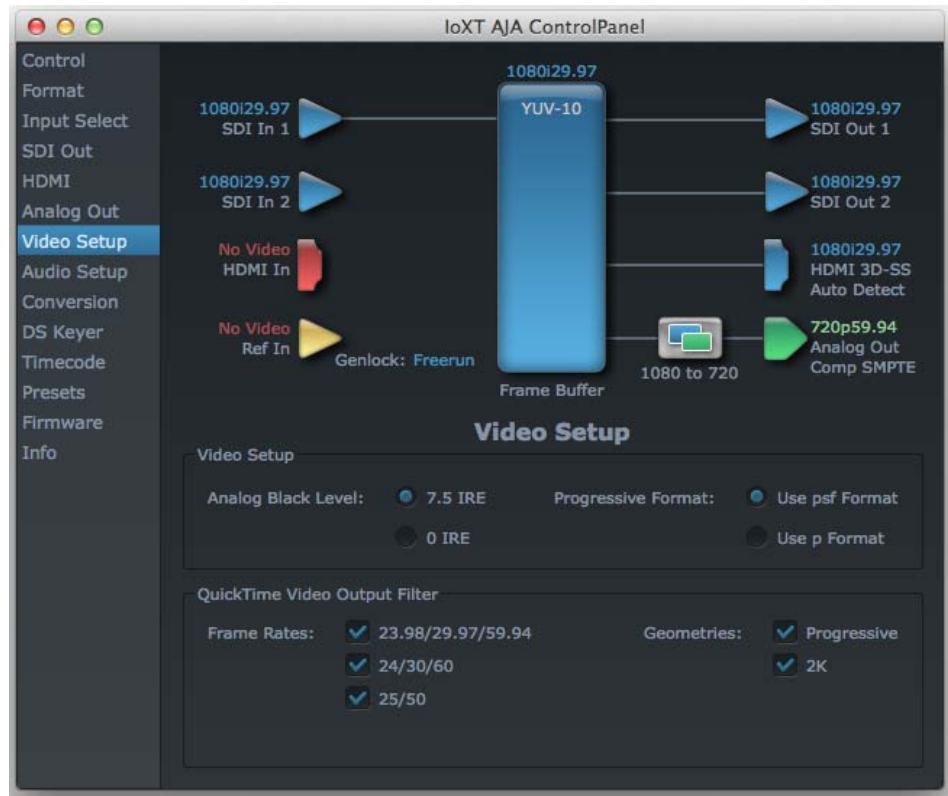 IoXT AJA ControlPanel
Control
Format
Input Select
SDI Out
HDMI
Analog Out
Video Setup
Audio Setup
Conversion
DS Keyer
Timecode
Presets
Firmware
Info
1080i29.97
YUV-10
Frame Buffer
1080i29.97
SDI In 1
1080i29.97
SDI In 2
No Video
HDMI In
No Video
Ref In
Genlock: Freerun
1080i29.97
SDI Out 1
1080i29.97
SDI Out 2
1080i29.97
HDMI 3D-SS
Auto Detect
1080 to 720
720p59.94
Analog Out
Comp SMPTE
Video Setup
Video Setup
Analog Black Level: 7.5 IRE Progressive Format: Use psf Format
0 IRE Use p Format
QuickTime Video Output Filter
Frame Rates: 23.98/29.97/59.94 Geometries: Progressive
24/30/60 2K
25/50